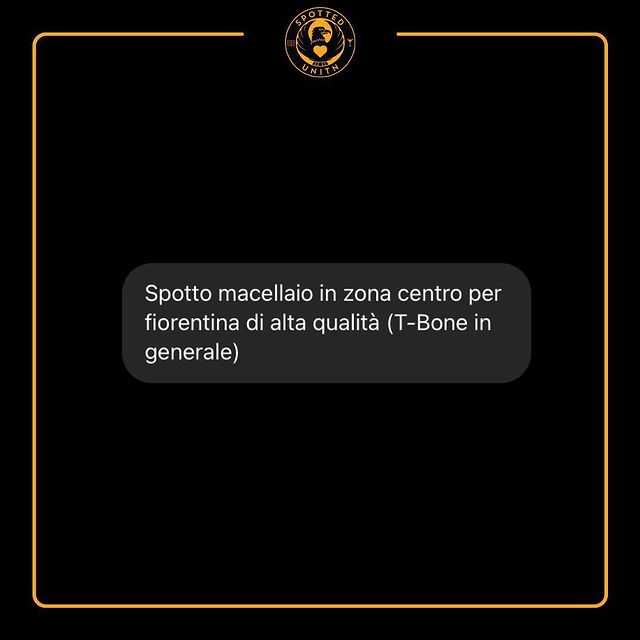 SPOTTED
UNITN
Spotto macellaio in zona centro per
fiorentina di alta qualità (T-Bone in
generale)